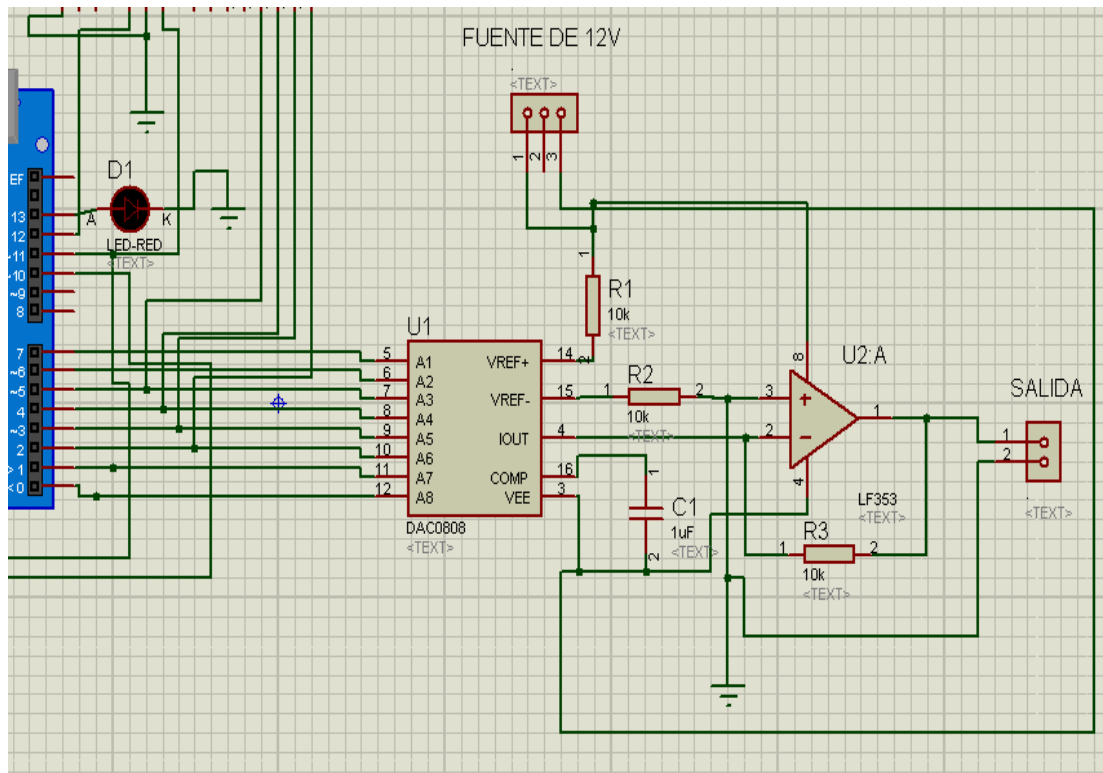 FUENTE DE 12V
<TEXT>
1
2
3
D1
A
K
LED-RED
<TEXT>
EF
13
12
~11
~10
~9
8
7
~6
~5
4
~3
2
>1
<0
U1
5 A1
6 A2
7 A3
8 A4
9 A5
10 A6
11 A7
12 A8
VREF+ 14
VREF- 15
IOUT 4
COMP 16
VEE 3
DAC0808
<TEXT>
1
R1
10k
<TEXT>
2
1 R2 2
10k
<TEXT>
1
C1
1uF
<TEXT>
2
U2:A
8
3
+
2
-
1
4
LF353
<TEXT>
R3
1 2
10k
<TEXT>
SALIDA
1
2
<TEXT>